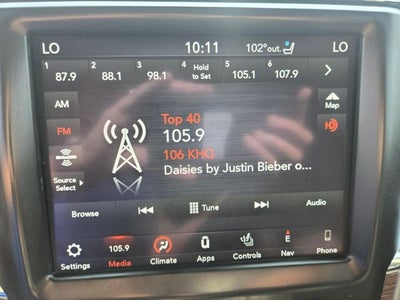 LO 10:11 102°out. LO
1 87.9 2 88.1 3 98.1 4 Hold to Set 5 105.1 6 107.9
AM
Map
Top 40
FM
105.9
106 KHQ
SiriusXM
Daisies by Justin Bieber o...
Source
Select
Browse Tune Audio
105.9 E
Settings Media Climate Apps Controls Nav Phone